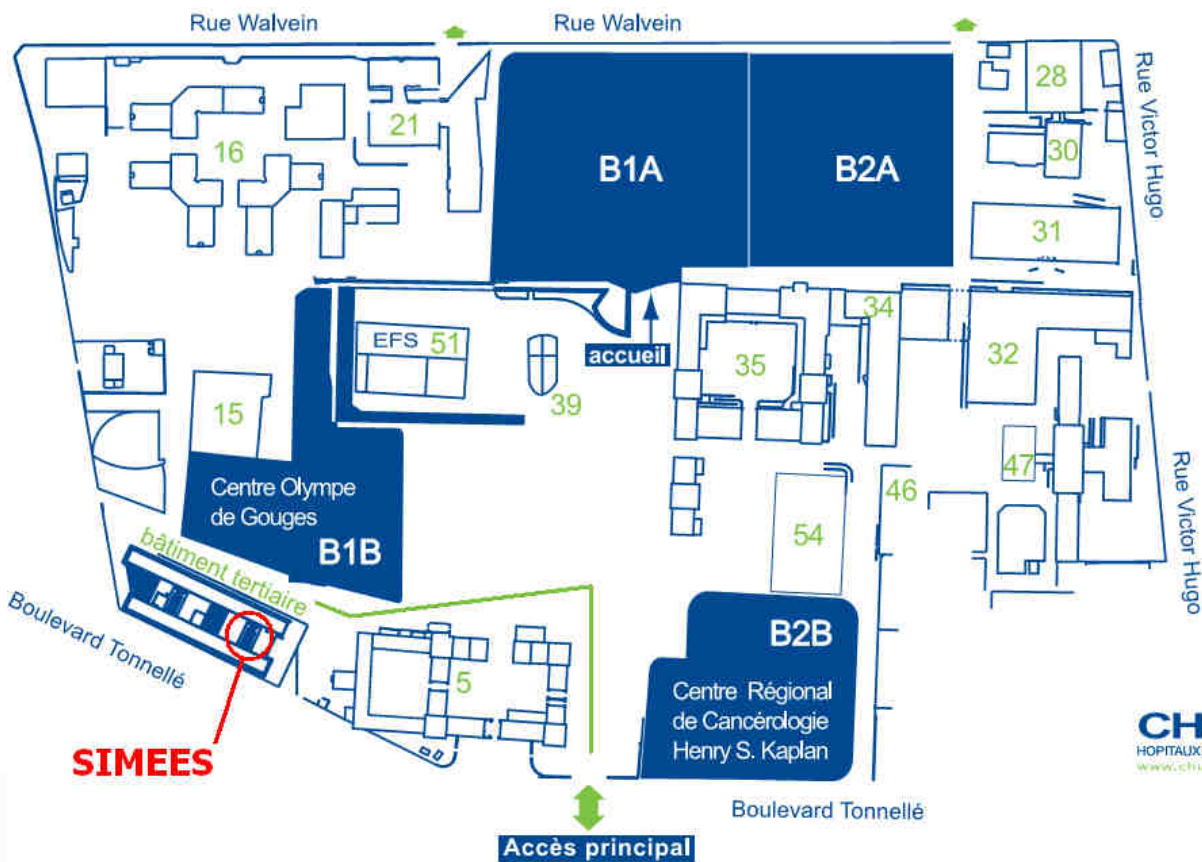 Rue Walvein
Rue Walvein
Rue Victor Hugo
28
21
16
B1A
B2A
30
31
34
EFS 51
accueil
35
32
39
15
47
46
Centre Olympe
de Gouges
B1B
54
Rue Victor Hugo
bâtiment tertiaire
Boulevard Tonnellé
B2B
5
Centre Régional
de Cancérologie
Henry S. Kaplan
SIMEES
CH
HOPITAUX
www.chu
Boulevard Tonnellé
Accès principal